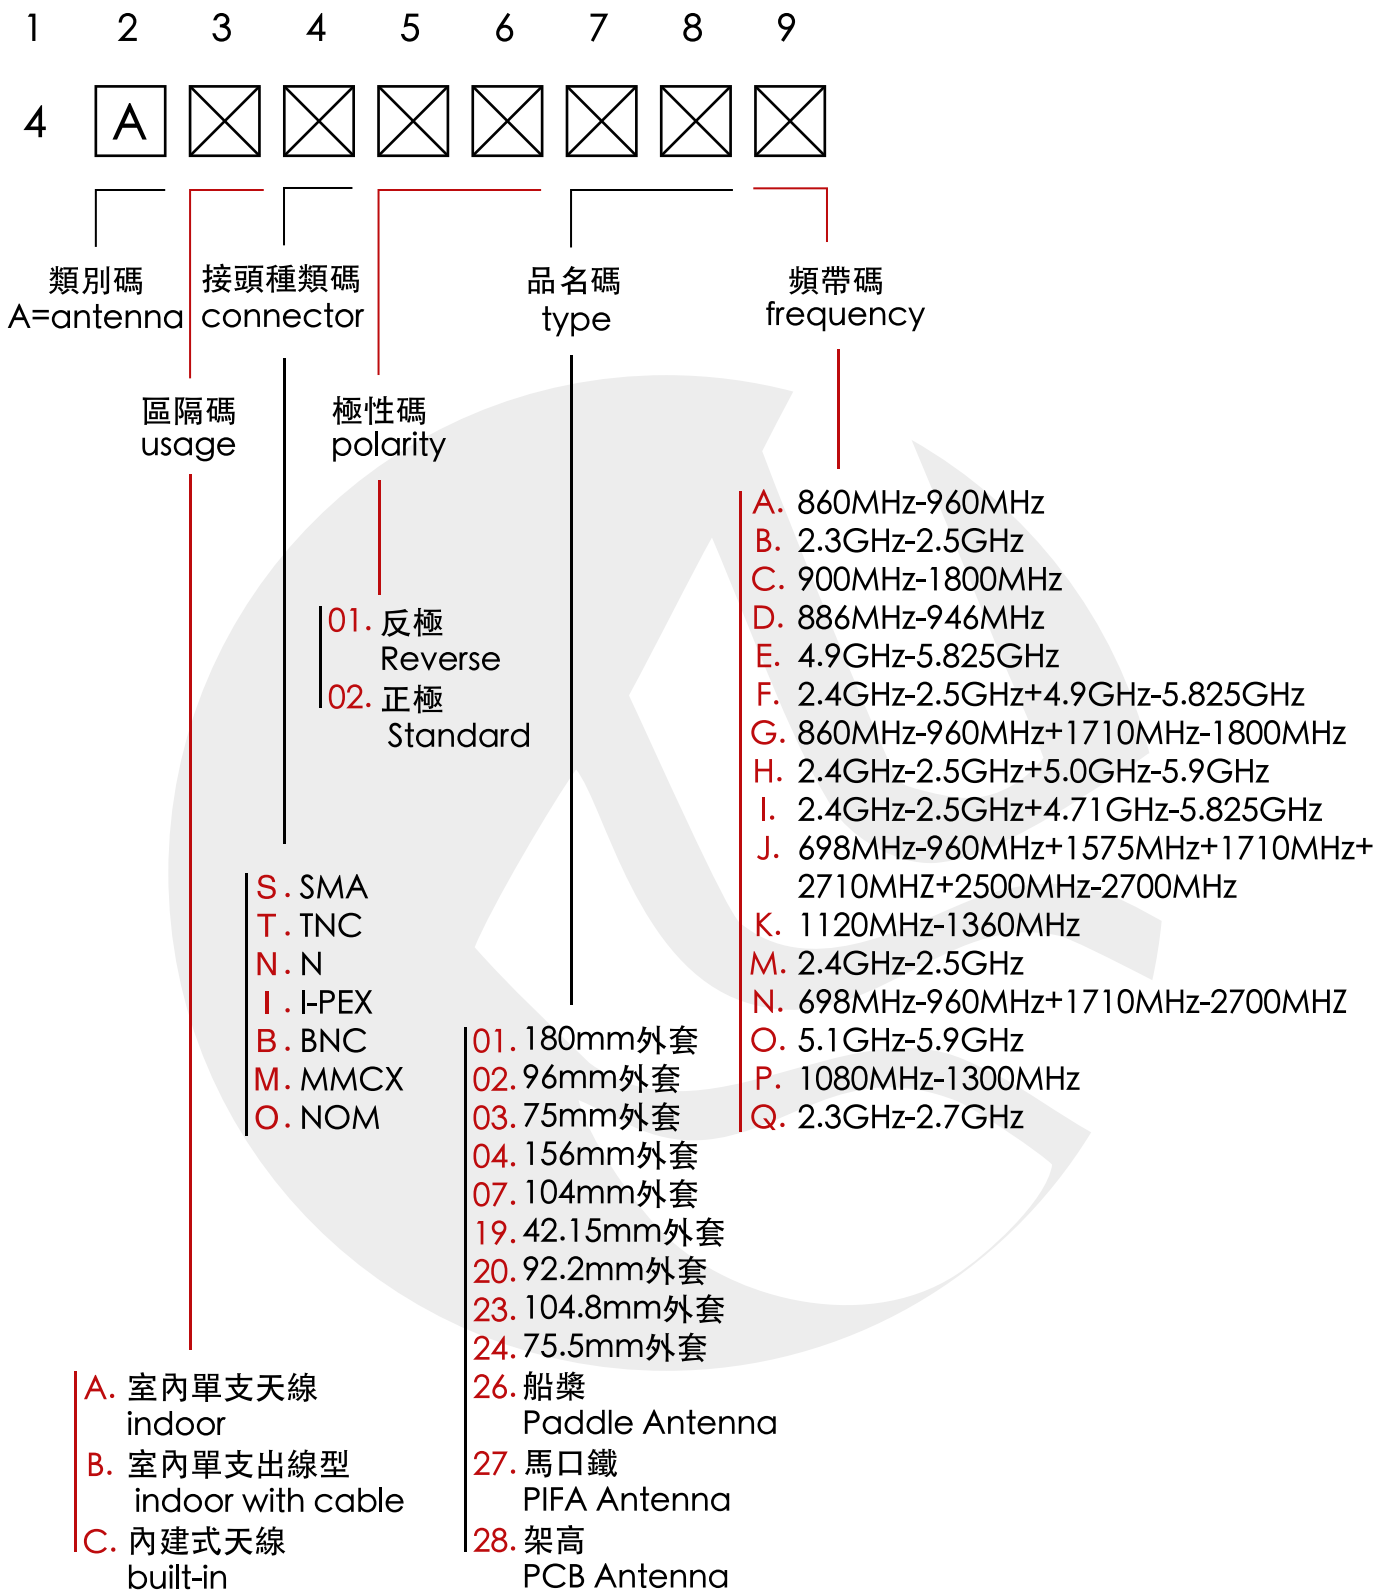 1 2 3 4 5 6 7 8 9
4 A
類別碼
A=antenna
接頭種類碼
connector
品名碼
type
頻帶碼
frequency
區隔碼
usage
極性碼
polarity
01. 反極
Reverse
02. 正極
Standard
A. 860MHz-960MHz
B. 2.3GHz-2.5GHz
C. 900MHz-1800MHz
D. 886MHz-946MHz
E. 4.9GHz-5.825GHz
F. 2.4GHz-2.5GHz+4.9GHz-5.825GHz
G. 860MHz-960MHz+1710MHz-1800MHz
H. 2.4GHz-2.5GHz+5.0GHz-5.9GHz
I. 2.4GHz-2.5GHz+4.71GHz-5.825GHz
J. 698MHz-960MHz+1575MHz+1710MHz+
2710MHZ+2500MHz-2700MHz
K. 1120MHz-1360MHz
M. 2.4GHz-2.5GHz
N. 698MHz-960MHz+1710MHz-2700MHZ
O. 5.1GHz-5.9GHz
P. 1080MHz-1300MHz
Q. 2.3GHz-2.7GHz
S. SMA
T. TNC
N. N
I. I-PEX
B. BNC
M. MMCX
O. NOM
01. 180mm外套
02. 96mm外套
03. 75mm外套
04. 156mm外套
07. 104mm外套
19. 42.15mm外套
20. 92.2mm外套
23. 104.8mm外套
24. 75.5mm外套
26. 船槳
Paddle Antenna
27. 馬口鐵
PIFA Antenna
28. 架高
PCB Antenna
A. 室內單支天線
indoor
B. 室內單支出線型
indoor with cable
C. 內建式天線
built-in